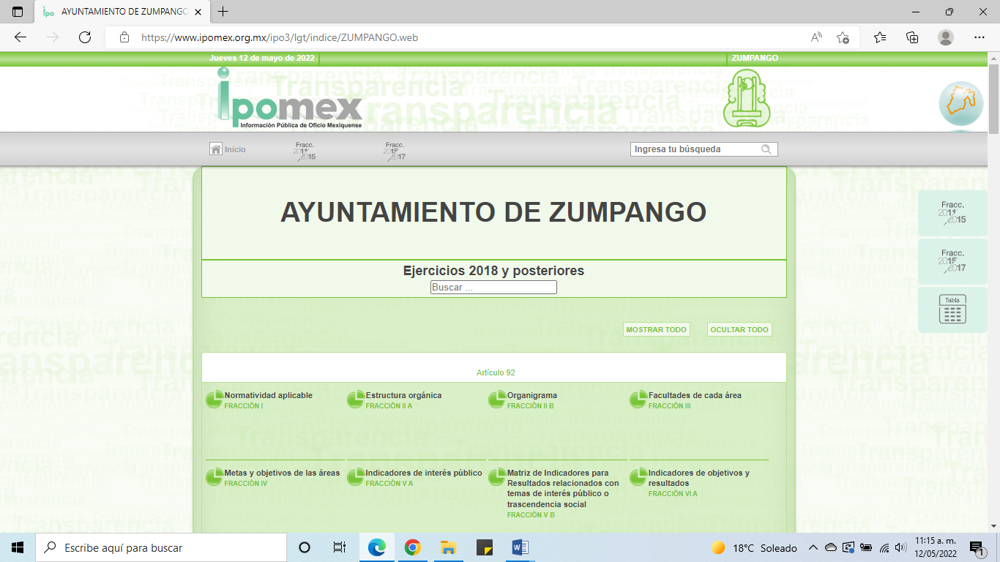 AYUNTAMIENTO DE ZUMPANGO
https://www.ipomex.org.mx/ipo3/lgt/indice/ZUMPANGO.web
Jueves 12 de mayo de 2022
ZUMPANGO
ipomex
Información Pública de Oficio Mexiquense
Inicio
Fracc.
2011/2015
Fracc.
2015/2017
Ingresa tu búsqueda
AYUNTAMIENTO DE ZUMPANGO
Ejercicios 2018 y posteriores
Buscar ...
Fracc.
2011/2015
Fracc.
2015/2017
Tabla
MOSTRAR TODO
OCULTAR TODO
Artículo 92
Normatividad aplicable
FRACCIÓN I
Estructura orgánica
FRACCIÓN II A
Organigrama
FRACCIÓN II B
Facultades de cada área
FRACCIÓN III
Metas y objetivos de las áreas
FRACCIÓN IV
Indicadores de interés público
FRACCIÓN V A
Matriz de Indicadores para
Resultados relacionados con
temas de interés público o
trascendencia social
FRACCIÓN V B
Indicadores de objetivos y
resultados
FRACCIÓN VI A
Escribe aquí para buscar
18°C Soleado
11:15 a. m.
12/05/2022
1